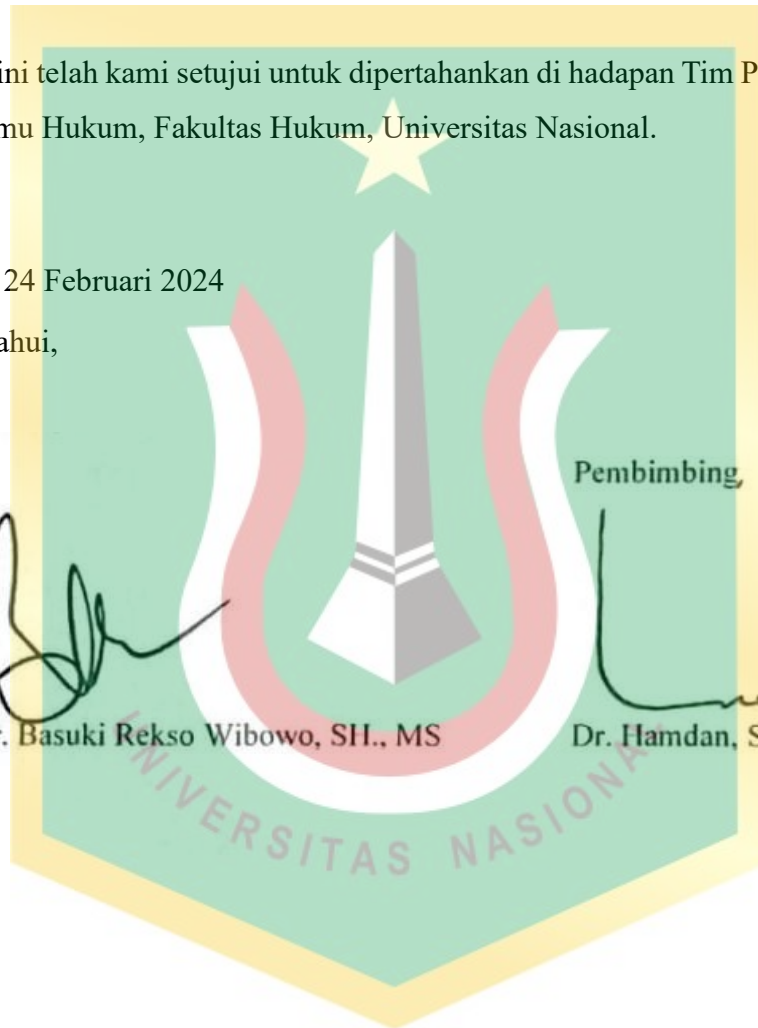 ini telah kami setujui untuk dipertahankan di hadapan Tim P
mu Hukum, Fakultas Hukum, Universitas Nasional.
24 Februari 2024
ahui,
Pembimbing,
r. Basuki Rekso Wibowo, SH., MS
Dr. Hamdan, S
UNIVERSITAS NASIONAL